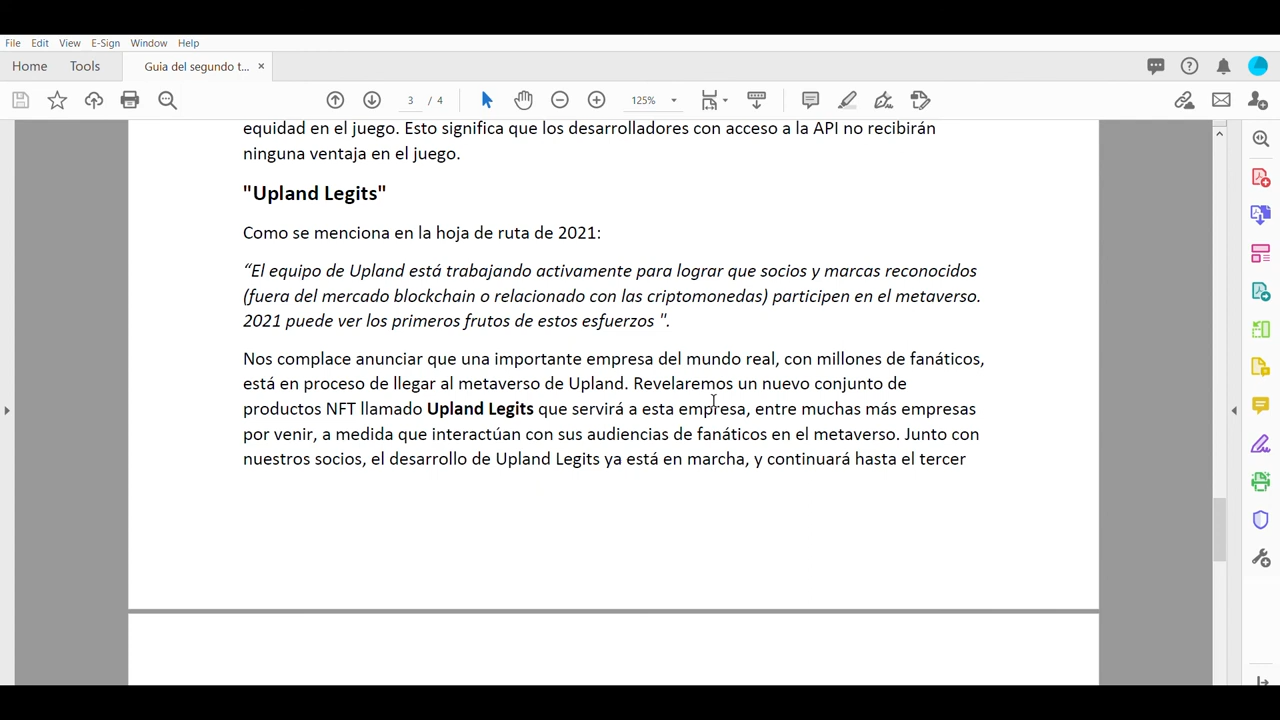 File Edit View E-Sign Window Help
Home Tools Guia del segundo t... ×
3 / 4 125%
equidad en el juego. Esto significa que los desarrolladores con acceso a la API no recibirán
ninguna ventaja en el juego.
"Upland Legits"
Como se menciona en la hoja de ruta de 2021:
“El equipo de Upland está trabajando activamente para lograr que socios y marcas reconocidos
(fuera del mercado blockchain o relacionado con las criptomonedas) participen en el metaverso.
2021 puede ver los primeros frutos de estos esfuerzos ".
Nos complace anunciar que una importante empresa del mundo real, con millones de fanáticos,
está en proceso de llegar al metaverso de Upland. Revelaremos un nuevo conjunto de
productos NFT llamado Upland Legits que servirá a esta empresa, entre muchas más empresas
por venir, a medida que interactúan con sus audiencias de fanáticos en el metaverso. Junto con
nuestros socios, el desarrollo de Upland Legits ya está en marcha, y continuará hasta el tercer